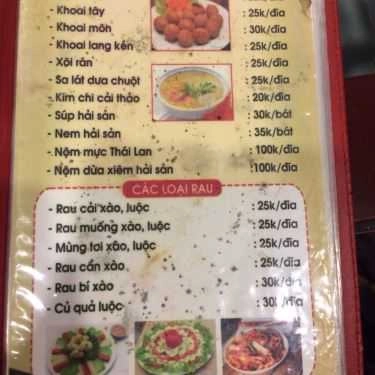 - Khoai tây : 25k/đĩa
- Khoai môn : 30k/đĩa
- Khoai lang kén : 25k/đĩa
- Xôi rán : 25k/đĩa
- Sa lát dưa chuột : 25k/đĩa
- Kim chi cải thảo : 20k/đĩa
- Súp hải sản : 30k/bát
- Nem hải sản : 35k/bát
- Nộm mực Thái Lan : 100k/đĩa
- Nộm dừa xiêm hải sản : 100k/đĩa
CÁC LOẠI RAU
- Rau cải xào, luộc : 25k/đĩa
- Rau muống xào, luộc : 25k/đĩa
- Mùng tơi xào, luộc : 25k/đĩa
- Rau cần xào : 25k/đĩa
- Rau bí xào : 30k/đĩa
- Củ quả luộc : 30k/đĩa